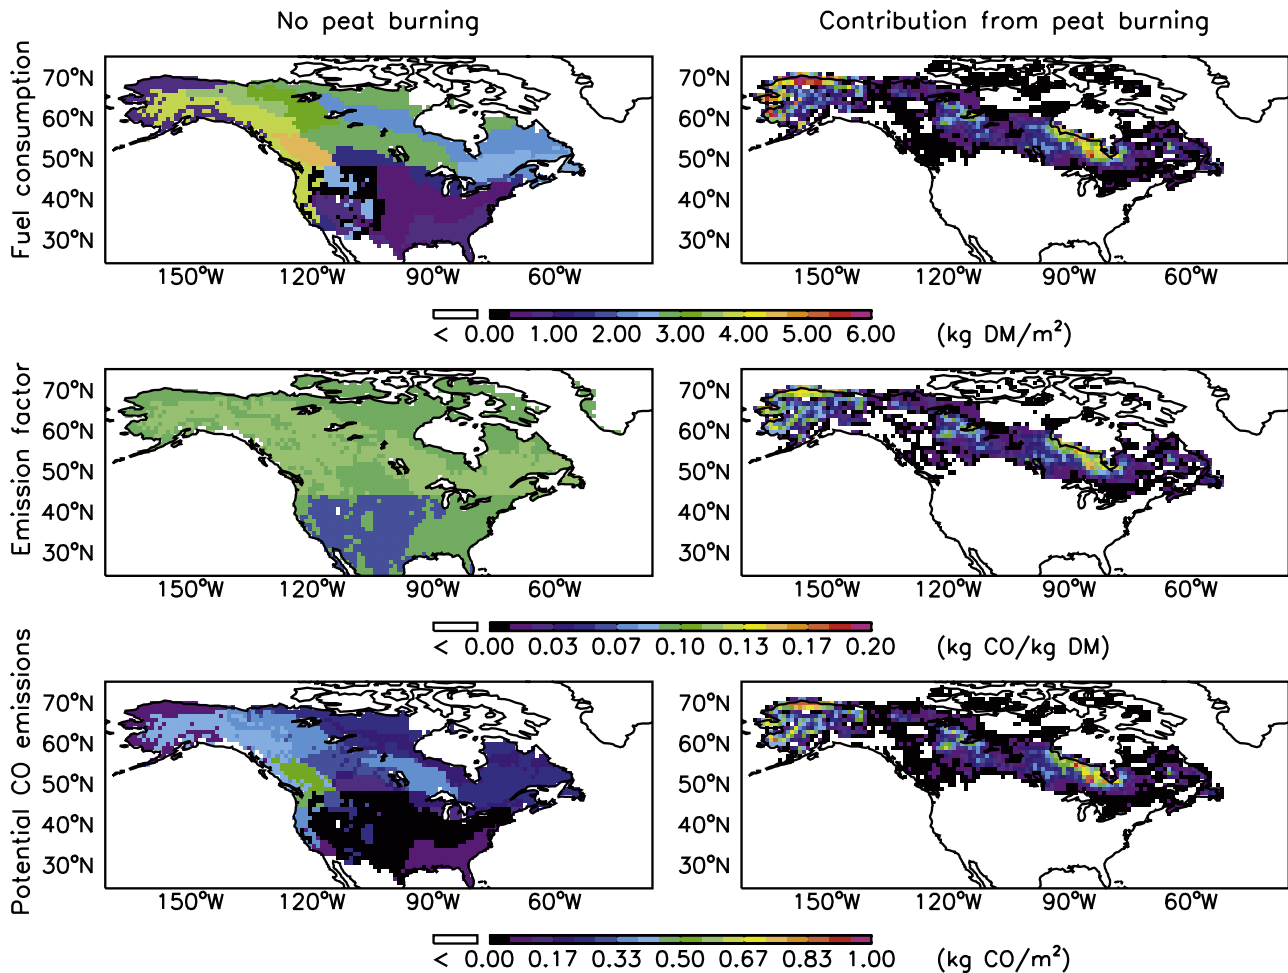 No peat burning
Contribution from peat burning
Fuel consumption
70°N
60°N
50°N
40°N
30°N
150°W 120°W 90°W 60°W
70°N
60°N
50°N
40°N
30°N
150°W 120°W 90°W 60°W
< 0.00 1.00 2.00 3.00 4.00 5.00 6.00 (kg DM/m²)
Emission factor
70°N
60°N
50°N
40°N
30°N
150°W 120°W 90°W 60°W
70°N
60°N
50°N
40°N
30°N
150°W 120°W 90°W 60°W
< 0.00 0.03 0.07 0.10 0.13 0.17 0.20 (kg CO/kg DM)
Potential CO emissions
70°N
60°N
50°N
40°N
30°N
150°W 120°W 90°W 60°W
70°N
60°N
50°N
40°N
30°N
150°W 120°W 90°W 60°W
< 0.00 0.17 0.33 0.50 0.67 0.83 1.00 (kg CO/m²)